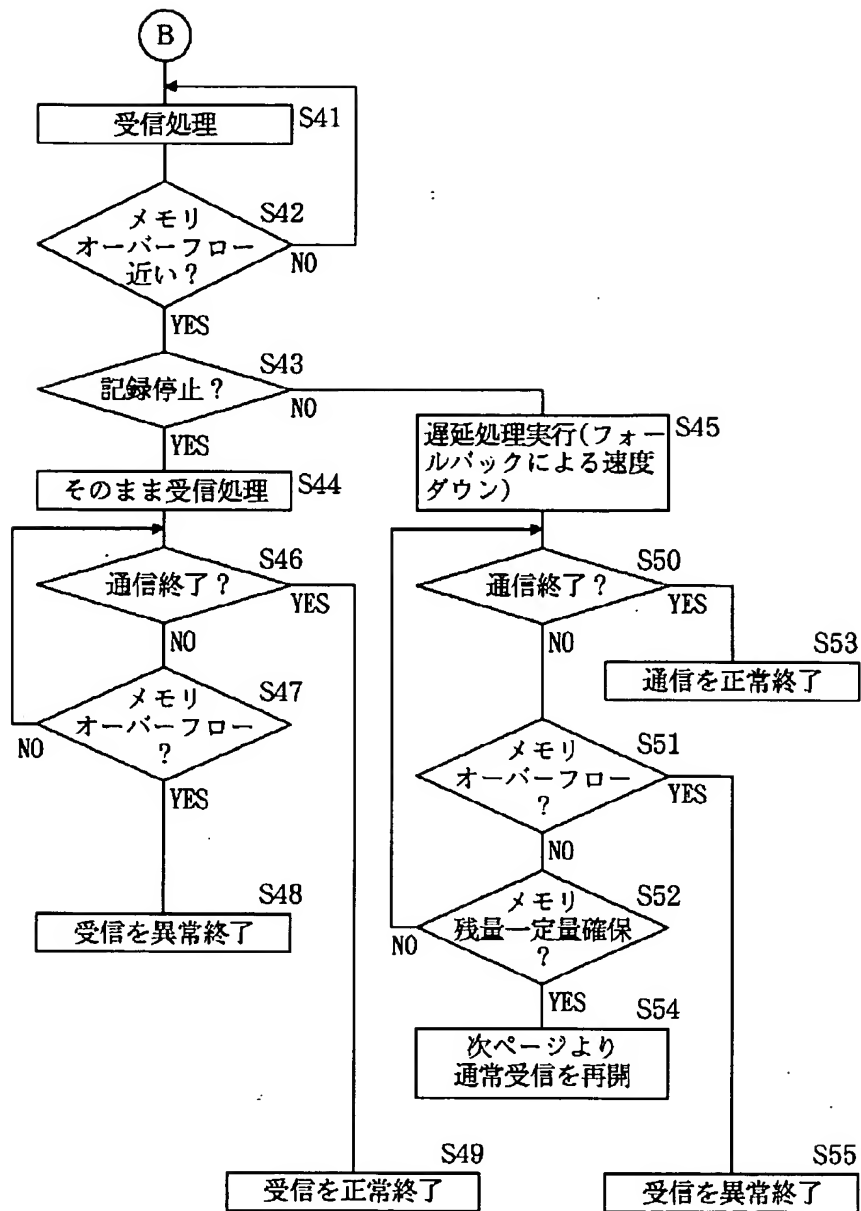 B
受信処理
S41
メモリ
オーバーフロー
近い？
S42
NO
YES
記録停止？
S43
NO
YES
そのまま受信処理
S44
遅延処理実行(フォー
ルバックによる速度
ダウン)
S45
通信終了？
S46
YES
NO
メモリ
オーバーフロー
？
S47
NO
YES
受信を異常終了
S48
通信終了？
S50
YES
NO
通信を正常終了
S53
メモリ
オーバーフロー
？
S51
YES
NO
メモリ
残量一定量確保
？
S52
NO
YES
次ページより
通常受信を再開
S54
受信を正常終了
S49
受信を異常終了
S55